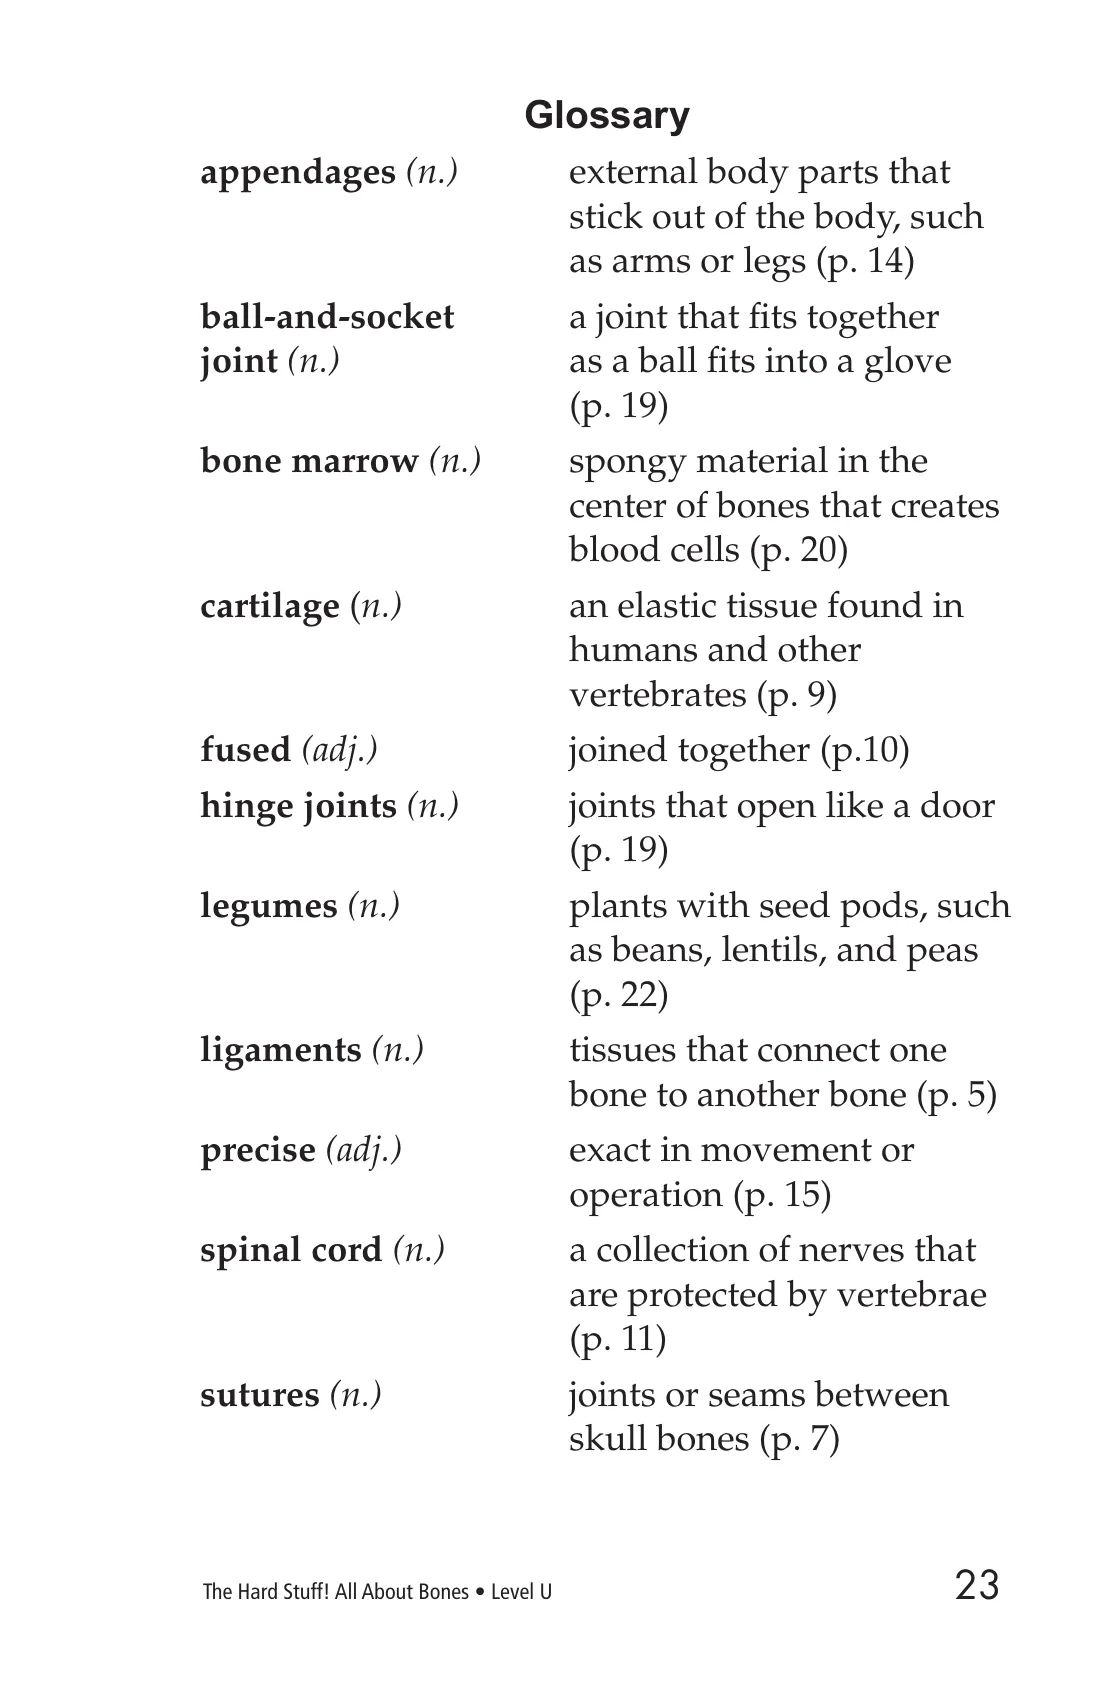 Glossary
appendages (n.) external body parts that
stick out of the body, such
as arms or legs (p. 14)
ball-and-socket a joint that fits together
joint (n.) as a ball fits into a glove
(p. 19)
bone marrow (n.) spongy material in the
center of bones that creates
blood cells (p. 20)
cartilage (n.) an elastic tissue found in
humans and other
vertebrates (p. 9)
fused (adj.) joined together (p.10)
hinge joints (n.) joints that open like a door
(p. 19)
legumes (n.) plants with seed pods, such
as beans, lentils, and peas
(p. 22)
ligaments (n.) tissues that connect one
bone to another bone (p. 5)
precise (adj.) exact in movement or
operation (p. 15)
spinal cord (n.) a collection of nerves that
are protected by vertebrae
(p. 11)
sutures (n.) joints or seams between
skull bones (p. 7)
The Hard Stuff! All About Bones • Level U 23